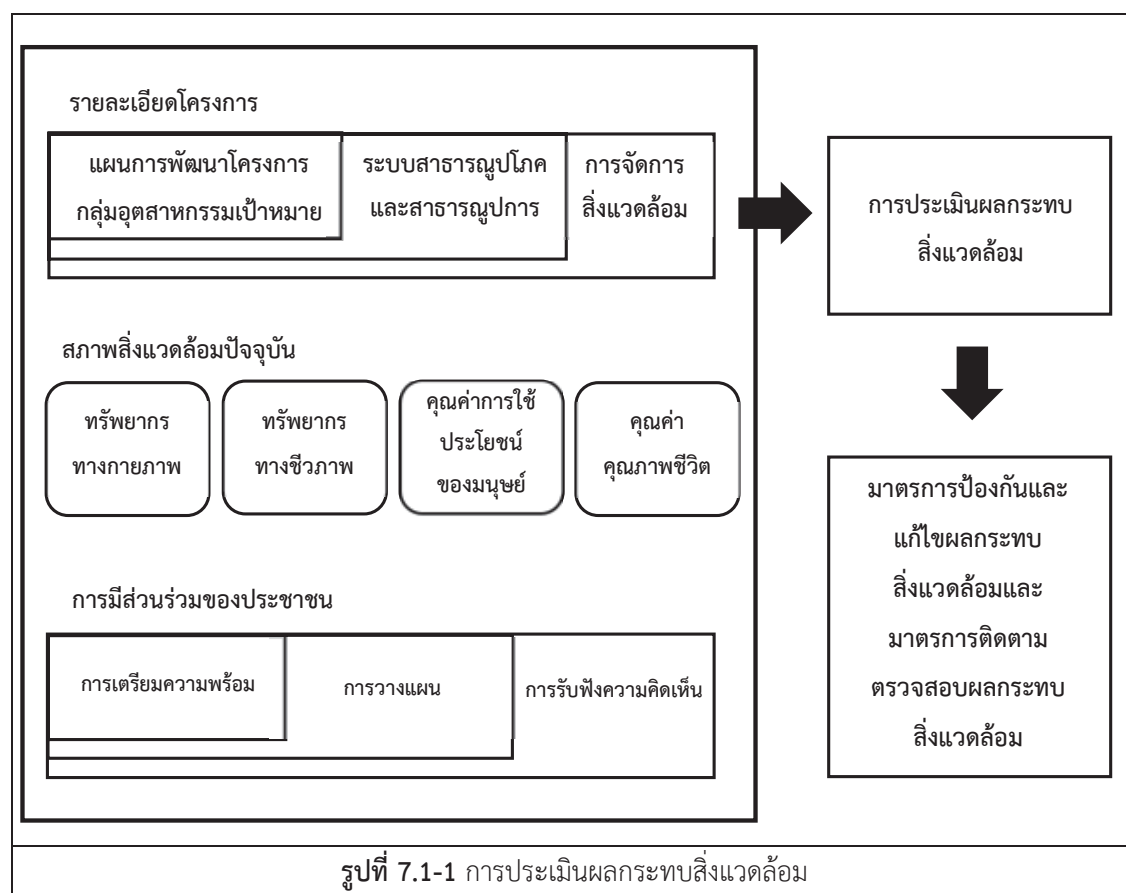 รายละเอียดโครงการ
แผนการพัฒนาโครงการ
กลุ่มอุตสาหกรรมเป้าหมาย
ระบบสาธารณูปโภค
และสาธารณูปการ
การจัดการ
สิ่งแวดล้อม
การประเมินผลกระทบ
สิ่งแวดล้อม
สภาพสิ่งแวดล้อมปัจจุบัน
ทรัพยากร
ทางกายภาพ
ทรัพยากร
ทางชีวภาพ
คุณค่าการใช้
ประโยชน์
ของมนุษย์
คุณค่า
คุณภาพชีวิต
มาตรการป้องกันและ
แก้ไขผลกระทบ
สิ่งแวดล้อมและ
มาตรการติดตาม
ตรวจสอบผลกระทบ
สิ่งแวดล้อม
การมีส่วนร่วมของประชาชน
การเตรียมความพร้อม
การวางแผน
การรับฟังความคิดเห็น
รูปที่ 7.1-1 การประเมินผลกระทบสิ่งแวดล้อม